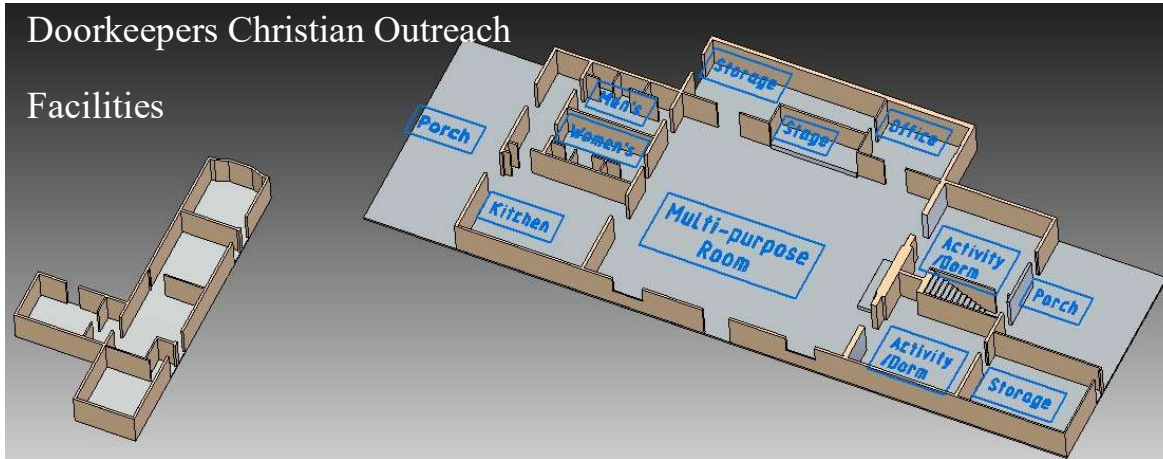 Doorkeepers Christian Outreach
Facilities
Storage
Men's
Porch
Stage
Office
Women's
Kitchen
Multi-purpose
Room
Activity
/Dorm
Porch
Activity
/Dorm
Storage